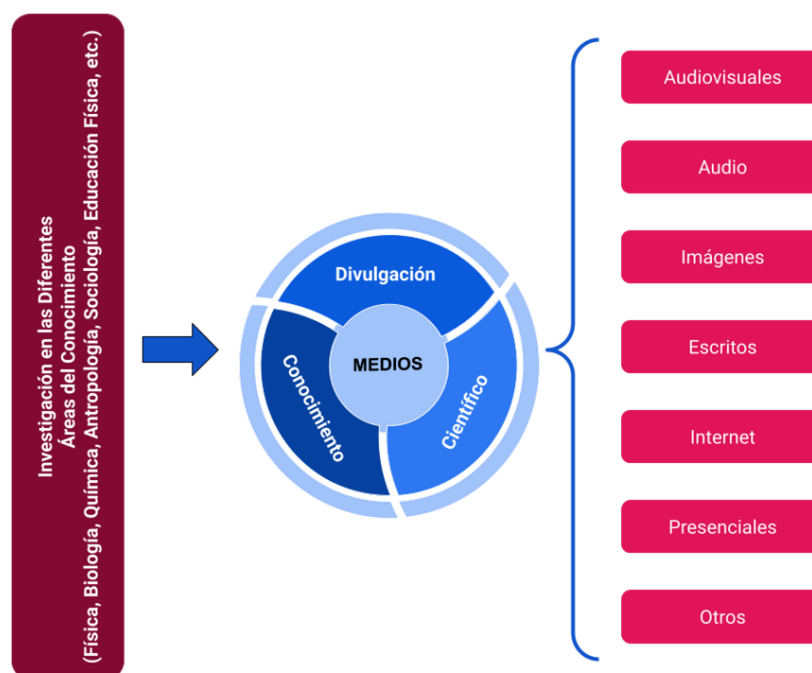 Investigación en las Diferentes
Áreas del Conocimiento
(Física, Biología, Química, Antropología, Sociología, Educación Física, etc.)
Divulgación
MEDIOS
Conocimiento
Científico
Audiovisuales
Audio
Imágenes
Escritos
Internet
Presenciales
Otros